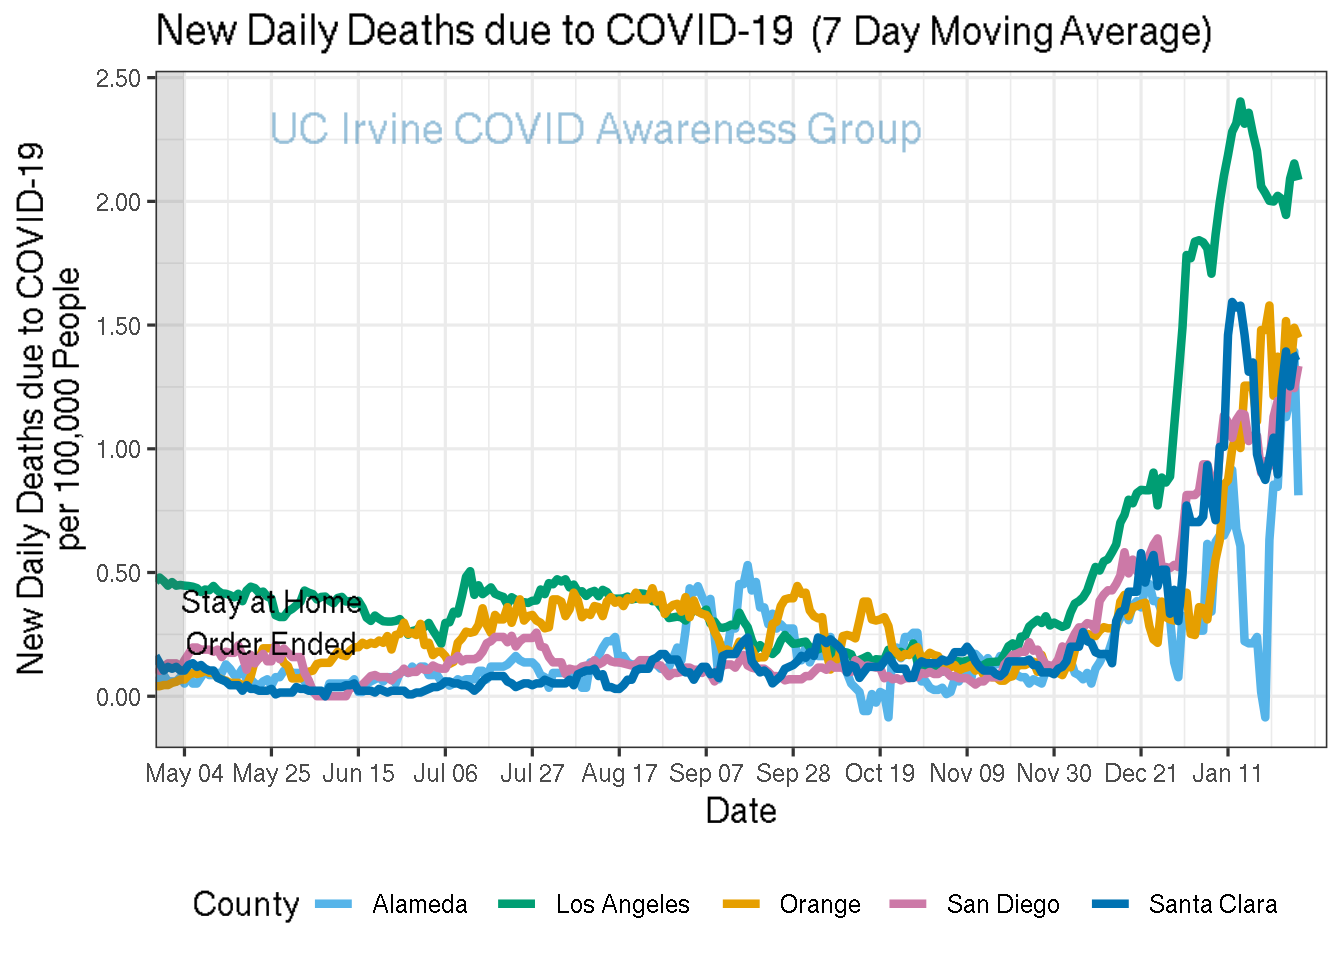 New Daily Deaths due to COVID-19 (7 Day Moving Average)
UC Irvine COVID Awareness Group
New Daily Deaths due to COVID-19
per 100,000 People
2.50
2.00
1.50
1.00
0.50
0.00
Stay at Home
Order Ended
May 04 May 25 Jun 15 Jul 06 Jul 27 Aug 17 Sep 07 Sep 28 Oct 19 Nov 09 Nov 30 Dec 21 Jan 11
Date
County Alameda Los Angeles Orange San Diego Santa Clara